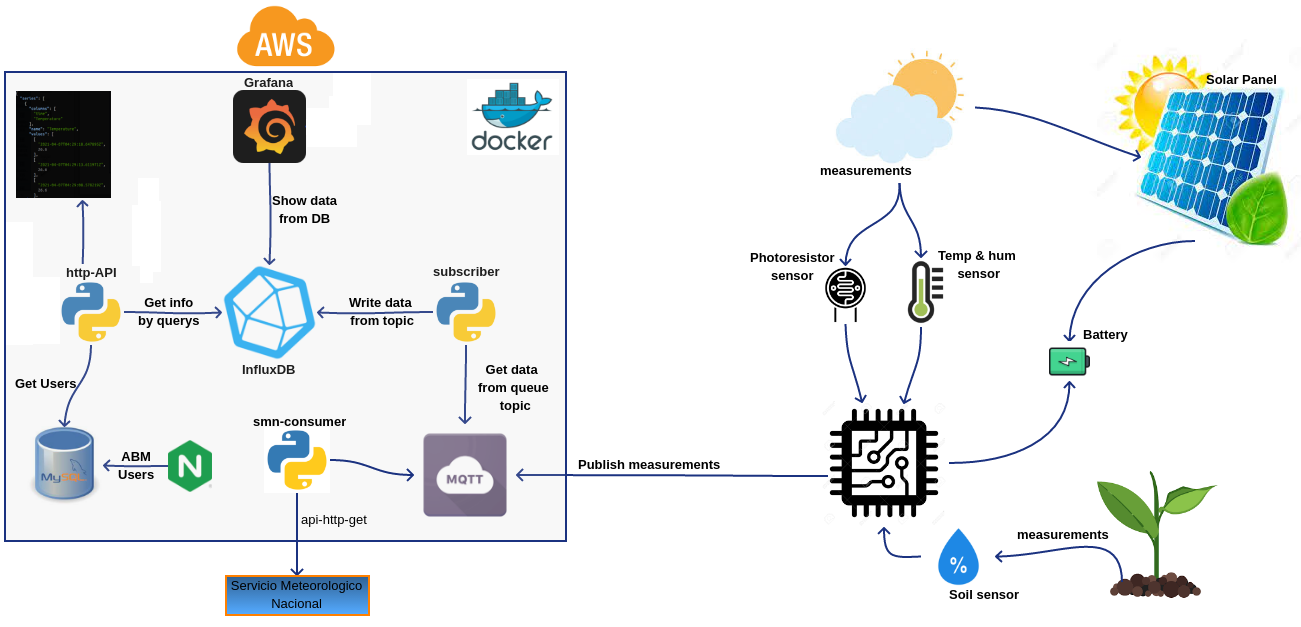 AWS
Grafana
docker
Show data
from DB
http-API
Get info
by querys
subscriber
Write data
from topic
InfluxDB
Get Users
Get data
from queue
topic
smn-consumer
MySQL
ABM
Users
N
MQTT
api-http-get
Servicio Meteorologico
Nacional
Publish measurements
measurements
Solar Panel
Photoresistor
sensor
Temp & hum
sensor
Battery
measurements
%
Soil sensor